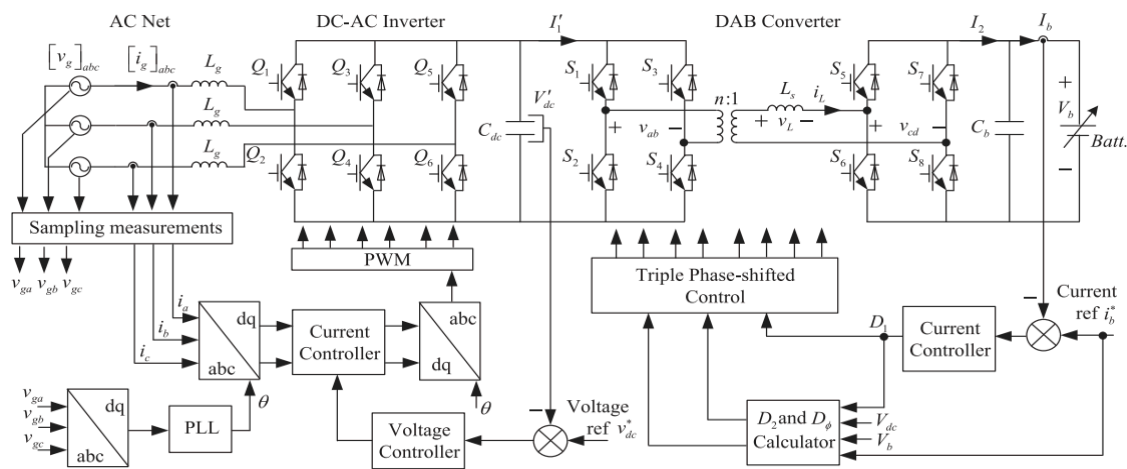 AC Net
DC-AC Inverter
DAB Converter
[v_g]_abc
[i_g]_abc
L_g
L_g
L_g
Q_1
Q_3
Q_5
Q_2
Q_4
Q_6
I'_1
V'_dc
C_dc
S_1
S_3
S_2
S_4
+ v_ab −
n:1
L_s
i_L
+ v_L −
S_5
S_7
S_6
S_8
+ v_cd −
I_2
I_b
C_b
+
V_b
−
Batt.
Sampling measurements
v_ga v_gb v_gc
i_a
i_b
i_c
PWM
dq
abc
θ
Current
Controller
abc
dq
θ
v_ga
v_gb
v_gc
dq
abc
PLL
Voltage
Controller
−
Voltage
ref v*_dc
Triple Phase-shifted
Control
D_1
Current
Controller
−
Current
ref i*_b
D_2 and D_ϕ
Calculator
V_dc
V_b